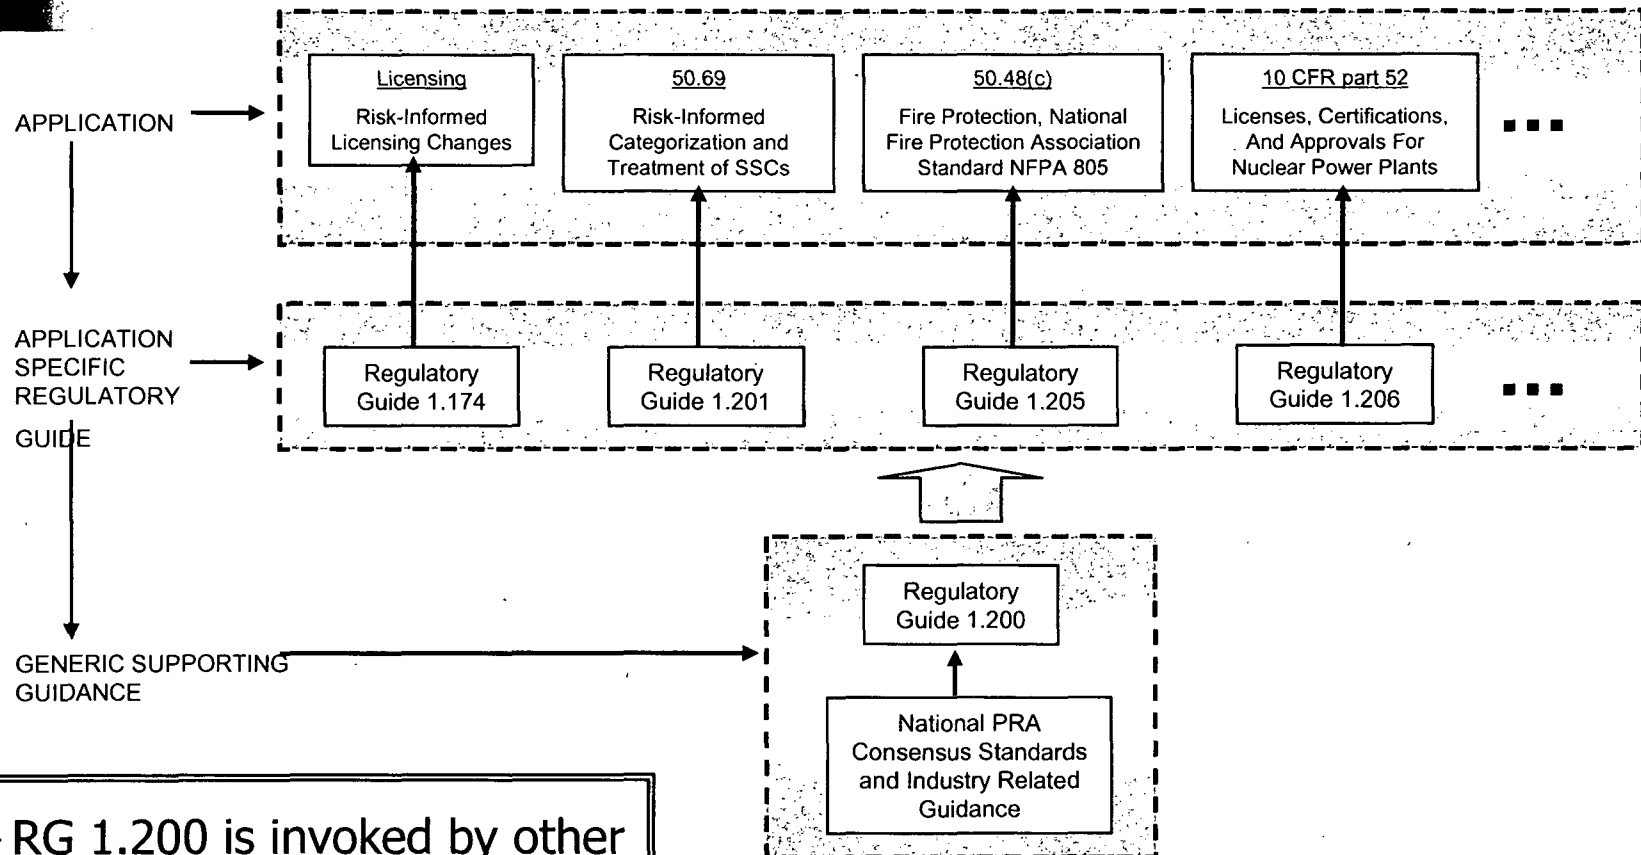 APPLICATION
Licensing
Risk-Informed
Licensing Changes
50.69
Risk-Informed
Categorization and
Treatment of SSCs
50.48(c)
Fire Protection, National
Fire Protection Association
Standard NFPA 805
10 CFR part 52
Licenses, Certifications,
And Approvals For
Nuclear Power Plants
APPLICATION
SPECIFIC
REGULATORY
GUIDE
Regulatory
Guide 1.174
Regulatory
Guide 1.201
Regulatory
Guide 1.205
Regulatory
Guide 1.206
GENERIC SUPPORTING
GUIDANCE
Regulatory
Guide 1.200
National PRA
Consensus Standards
and Industry Related
Guidance
RG 1.200 is invoked by other